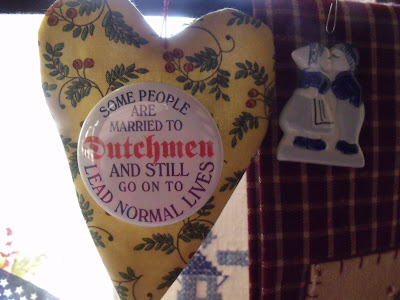 SOME PEOPLE
ARE
MARRIED TO
Dutchmen
AND STILL
GO ON TO
LEAD NORMAL LIVES